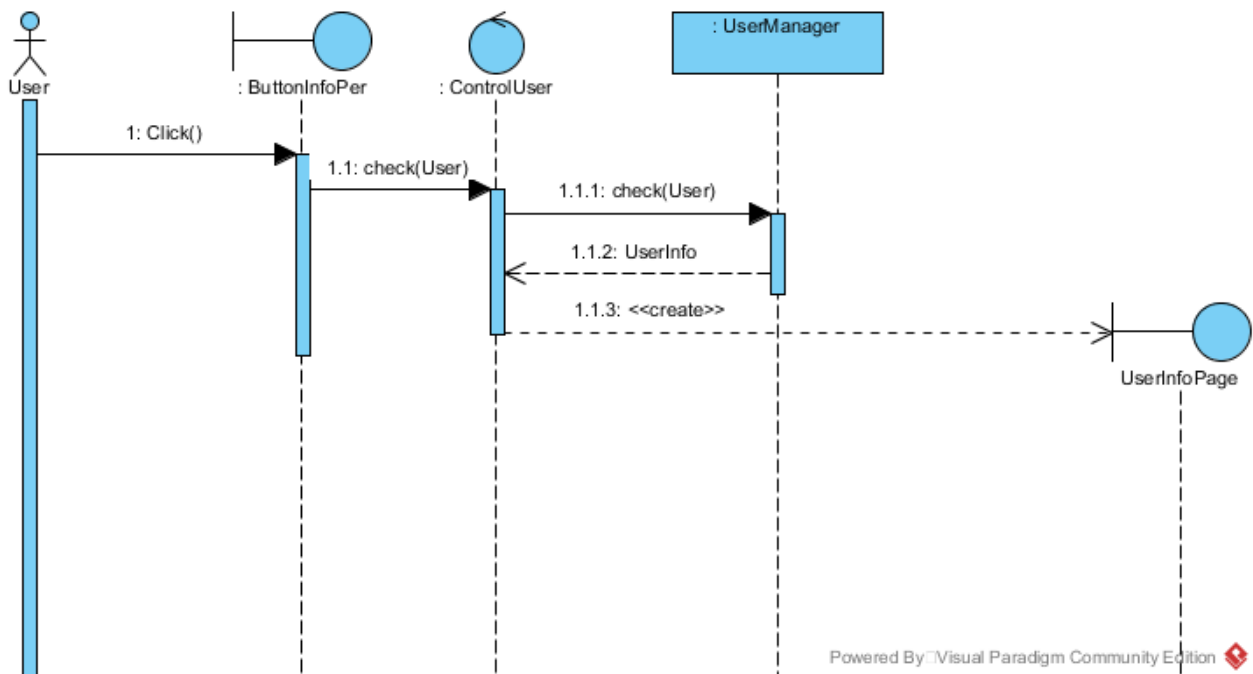 : UserManager
User
: ButtonInfoPer
: ControlUser
1: Click()
1.1: check(User)
1.1.1: check(User)
1.1.2: UserInfo
1.1.3: <<create>>
UserInfoPage
Powered By Visual Paradigm Community Edition